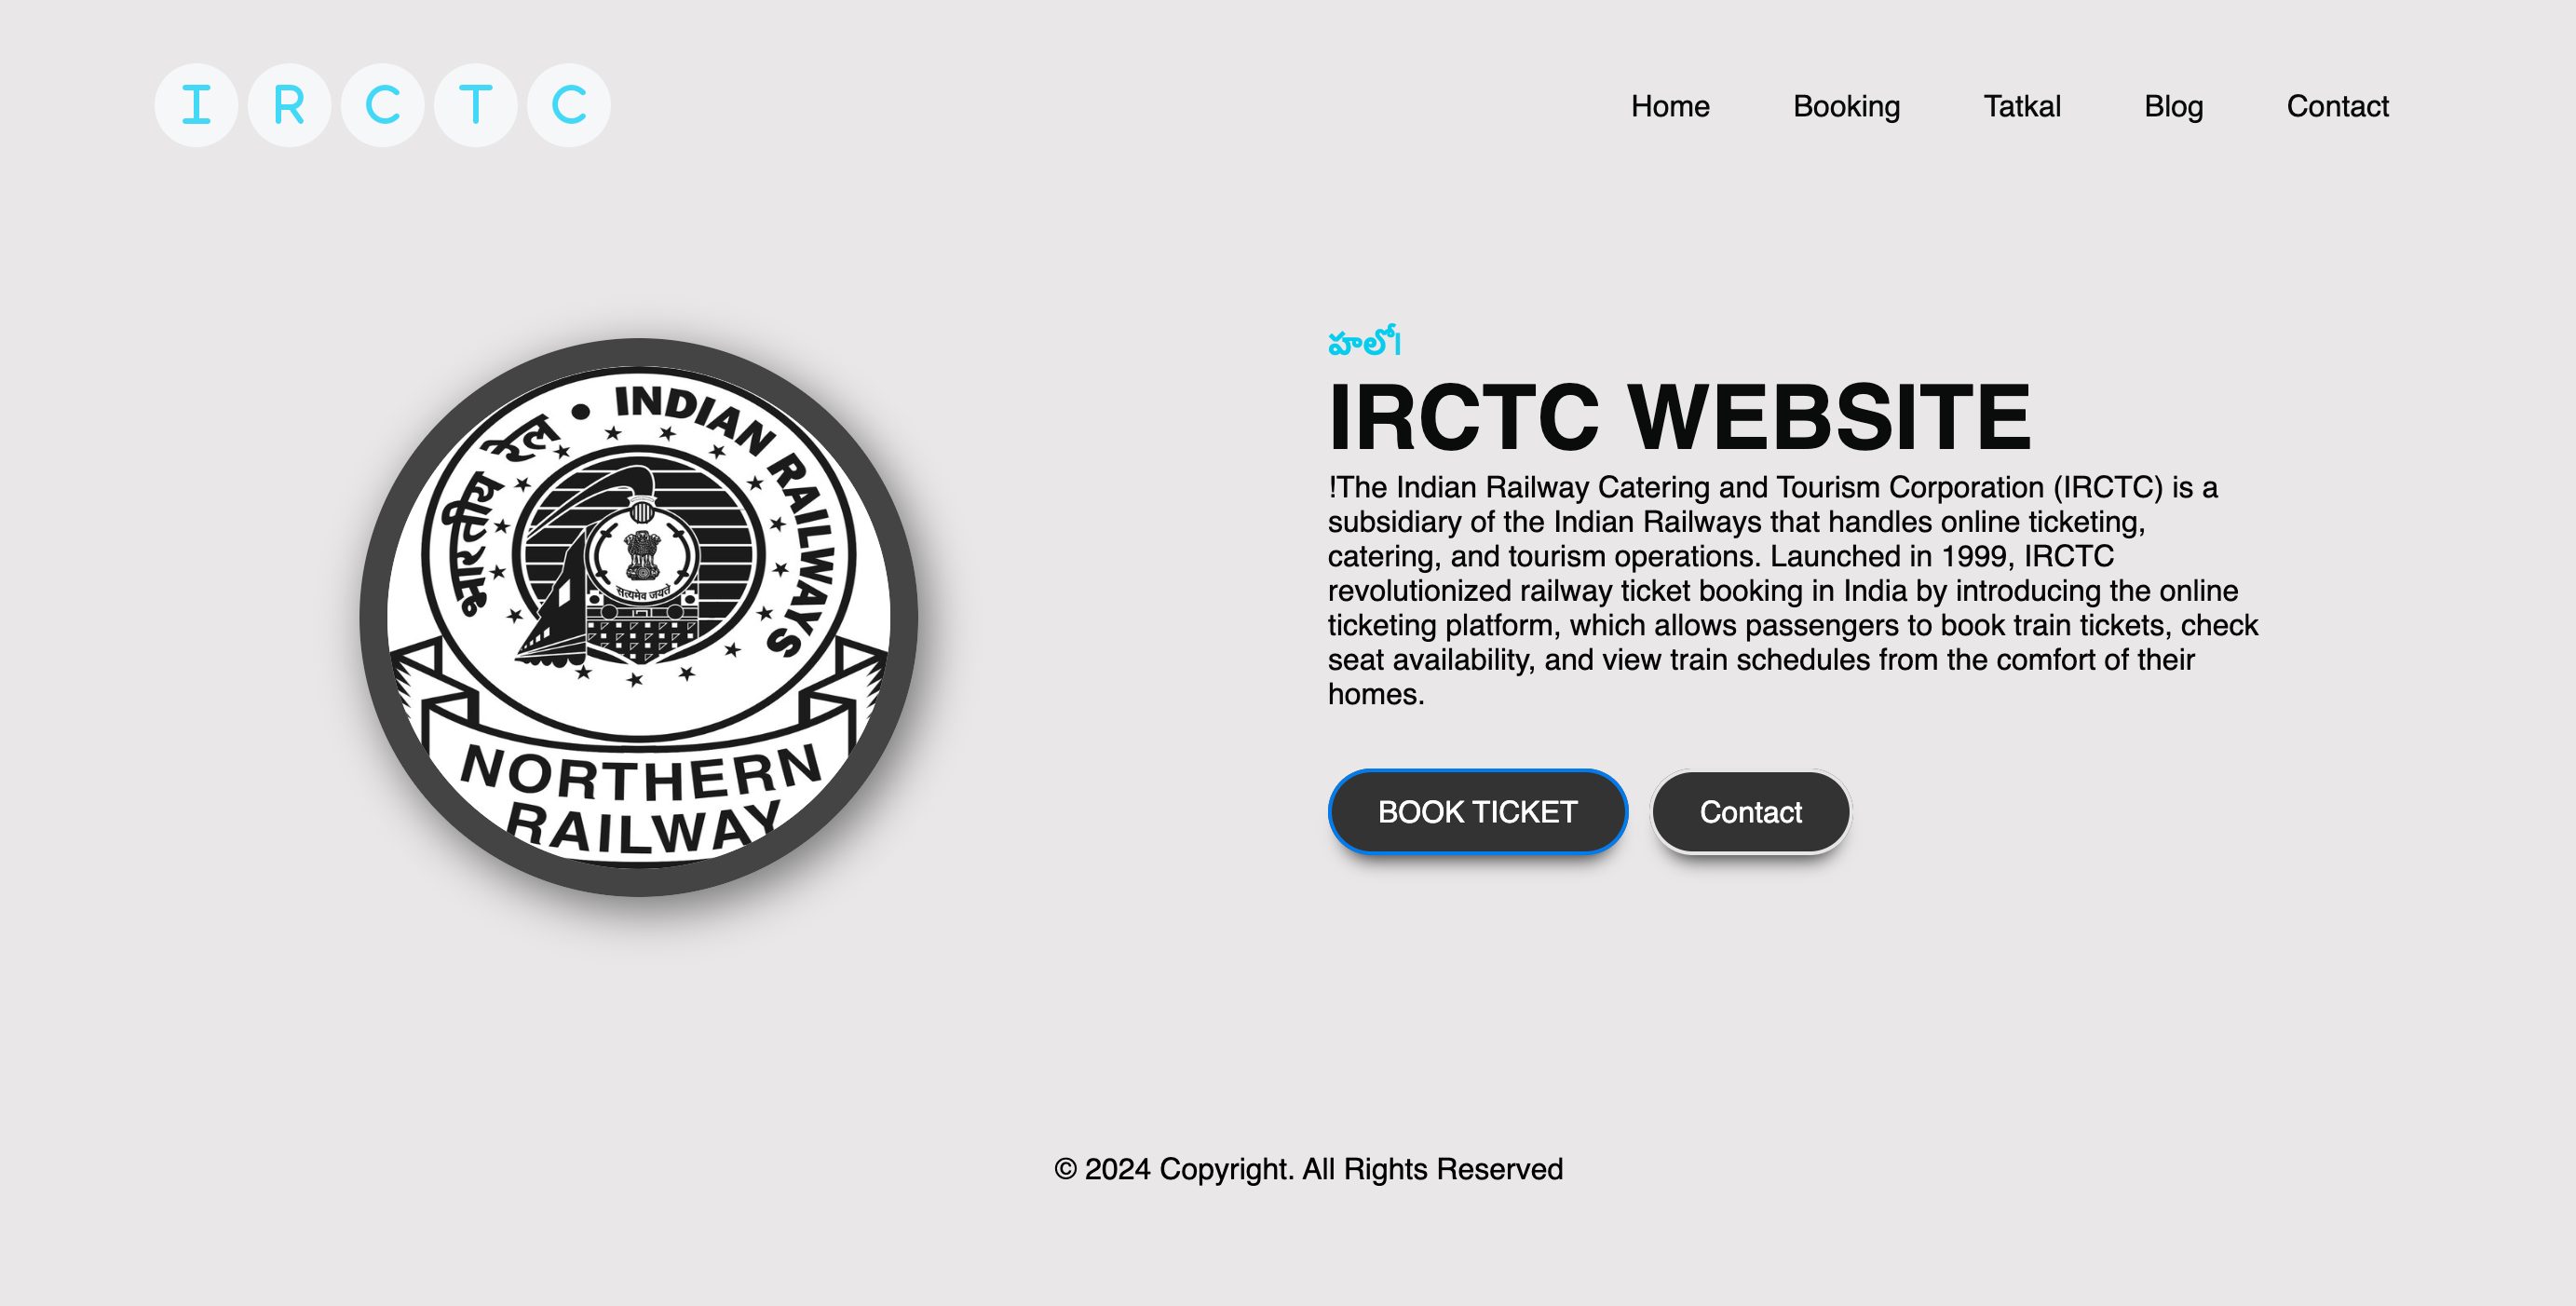 IRCTC
Home Booking Tatkal Blog Contact
హలో|
IRCTC WEBSITE
!The Indian Railway Catering and Tourism Corporation (IRCTC) is a
subsidiary of the Indian Railways that handles online ticketing,
catering, and tourism operations. Launched in 1999, IRCTC
revolutionized railway ticket booking in India by introducing the online
ticketing platform, which allows passengers to book train tickets, check
seat availability, and view train schedules from the comfort of their
homes.
BOOK TICKET Contact
भारतीय रेल • INDIAN RAILWAYS
सत्यमेव जयते
NORTHERN
RAILWAY
© 2024 Copyright. All Rights Reserved